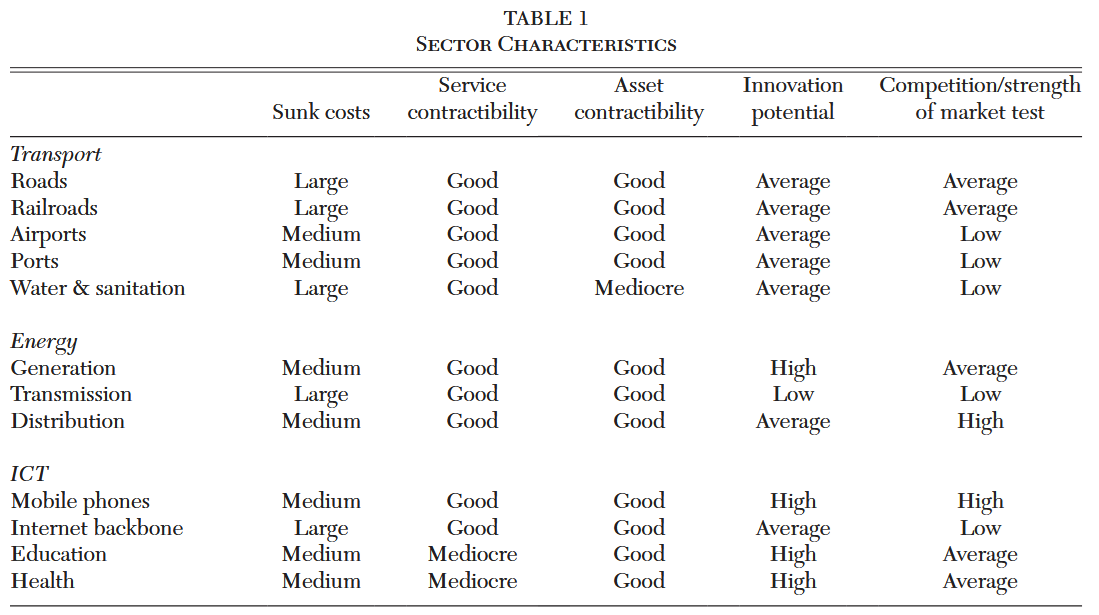 TABLE 1
Sector Characteristics
Service Asset Innovation Competition/strength
Sunk costs contractibility contractibility potential of market test
Transport
Roads Large Good Good Average Average
Railroads Large Good Good Average Average
Airports Medium Good Good Average Low
Ports Medium Good Good Average Low
Water & sanitation Large Good Mediocre Average Low
Energy
Generation Medium Good Good High Average
Transmission Large Good Good Low Low
Distribution Medium Good Good Average High
ICT
Mobile phones Medium Good Good High High
Internet backbone Large Good Good Average Low
Education Medium Mediocre Good High Average
Health Medium Mediocre Good High Average